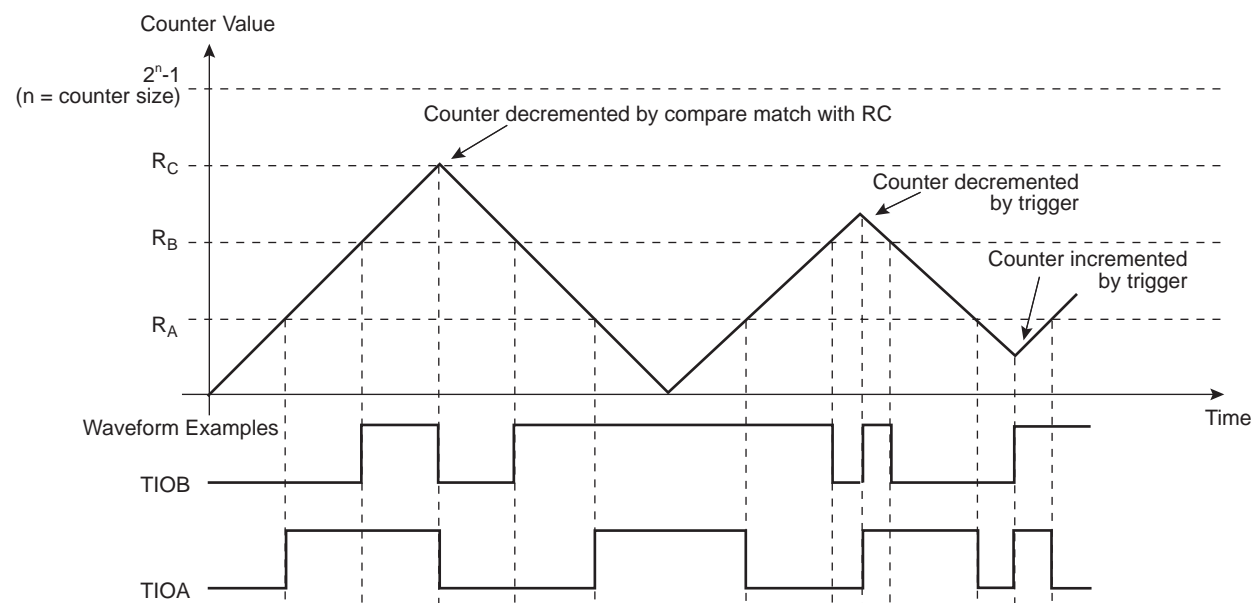 Counter Value
2ⁿ-1
(n = counter size)
Counter decremented by compare match with RC
R_C
Counter decremented
by trigger
R_B
Counter incremented
by trigger
R_A
Time
Waveform Examples
TIOB
TIOA